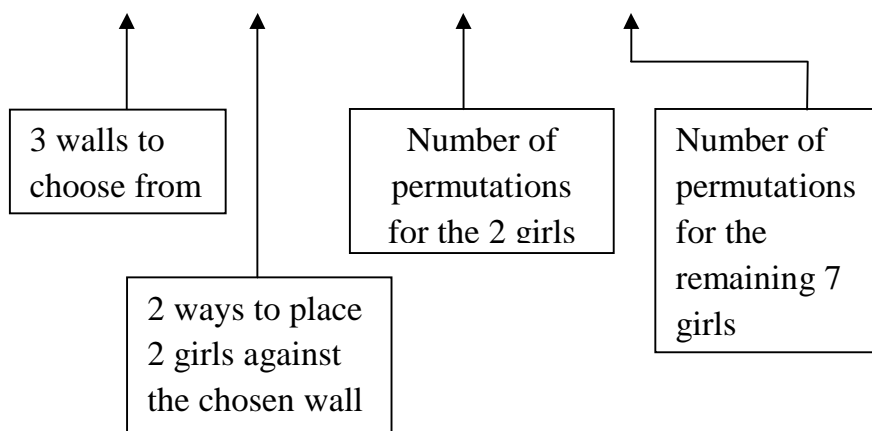 3 walls to
choose from
Number of
permutations
for the 2 girls
Number of
permutations
for the
remaining 7
girls
2 ways to place
2 girls against
the chosen wall